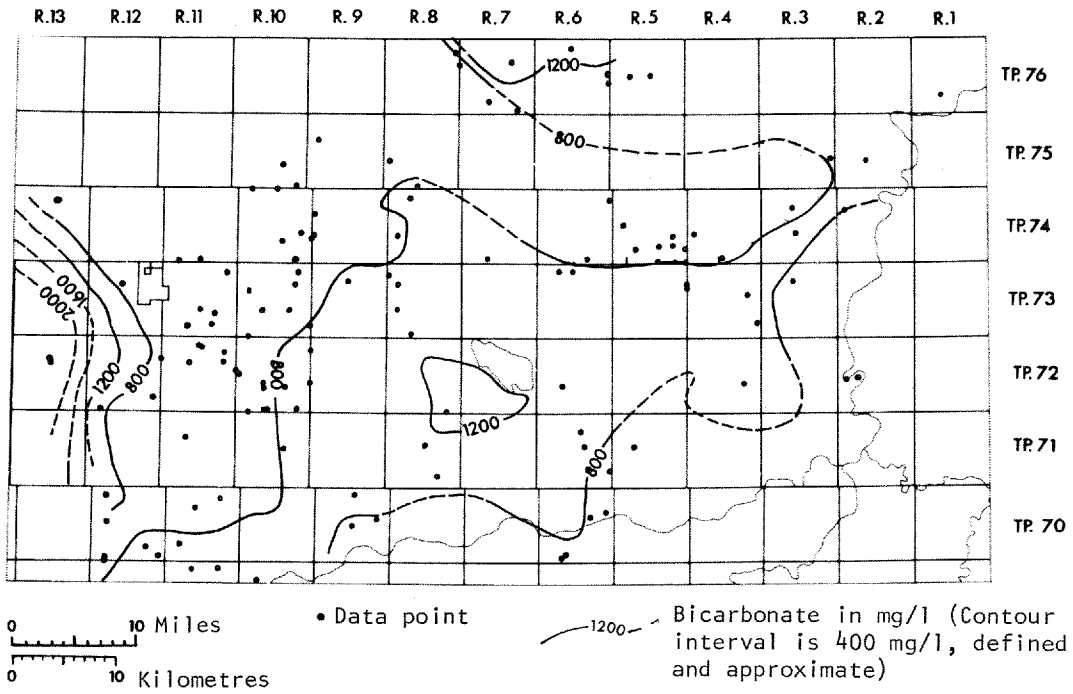 R.13 R.12 R.11 R.10 R.9 R.8 R.7 R.6 R.5 R.4 R.3 R.2 R.1
1200
TP. 76
800
TP. 75
TP. 74
1600
2000
TP. 73
1200
800
800
TP. 72
1200
800
TP. 71
TP. 70
0 10 Miles
0 10 Kilometres
• Data point
1200
Bicarbonate in mg/l (Contour
interval is 400 mg/l, defined
and approximate)